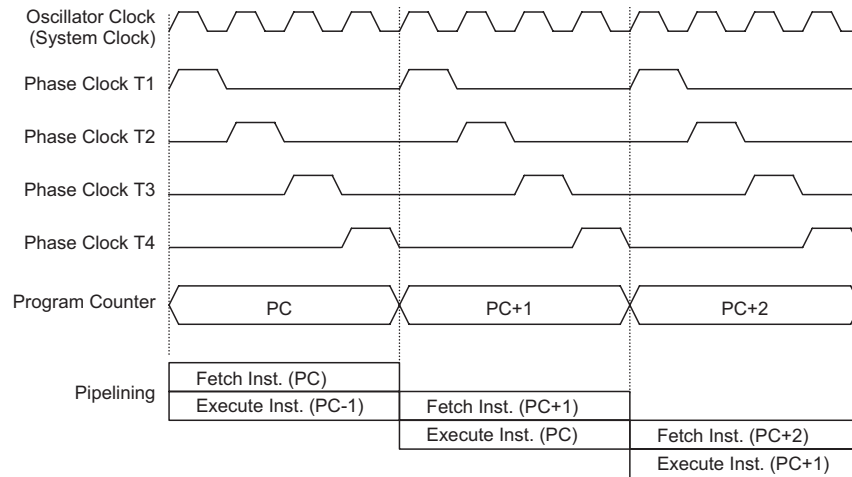 Oscillator Clock
(System Clock)
Phase Clock T1
Phase Clock T2
Phase Clock T3
Phase Clock T4
Program Counter
PC
PC+1
PC+2
Pipelining
Fetch Inst. (PC)
Execute Inst. (PC-1)
Fetch Inst. (PC+1)
Execute Inst. (PC)
Fetch Inst. (PC+2)
Execute Inst. (PC+1)